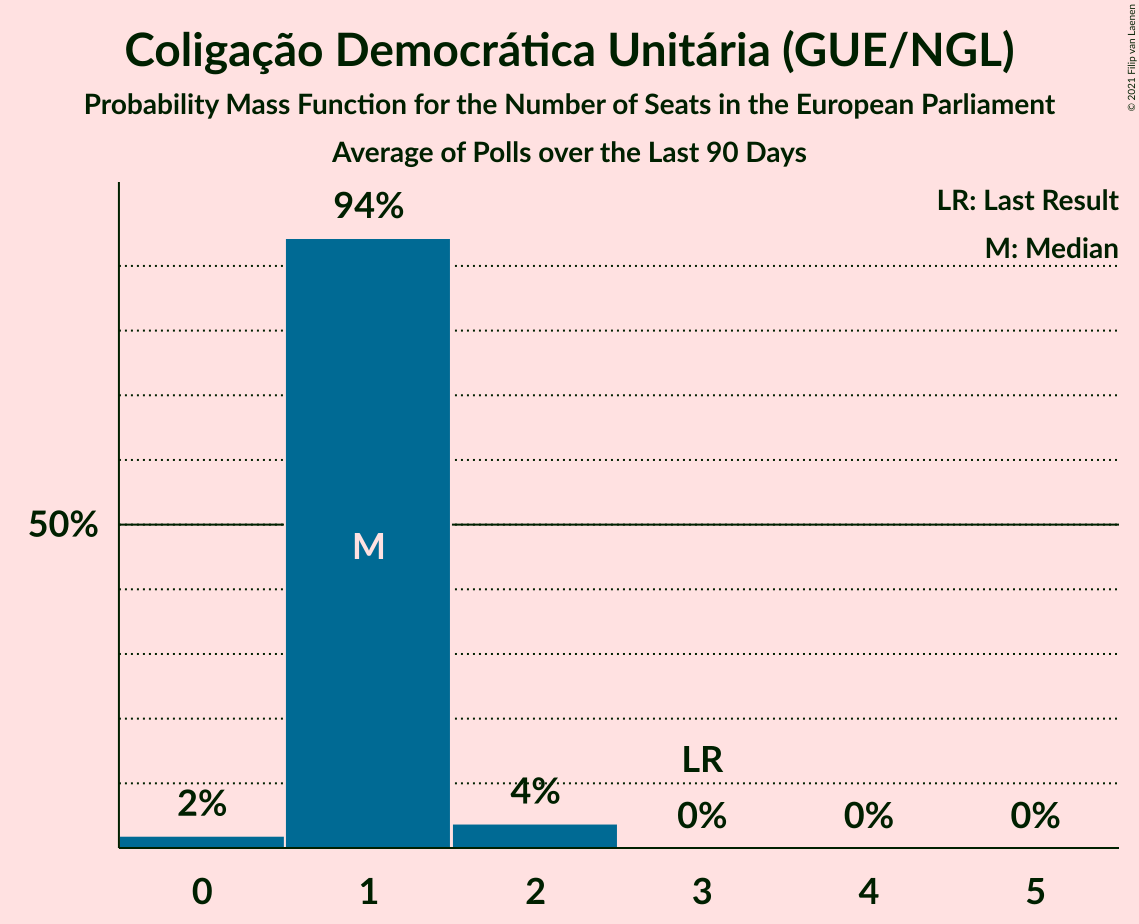 Coligação Democrática Unitária (GUE/NGL)
Probability Mass Function for the Number of Seats in the European Parliament
Average of Polls over the Last 90 Days
© 2021 Filip van Laenen
LR: Last Result
M: Median
94%
50%
M
LR
2%
4%
0%
0%
0%
0
1
2
3
4
5